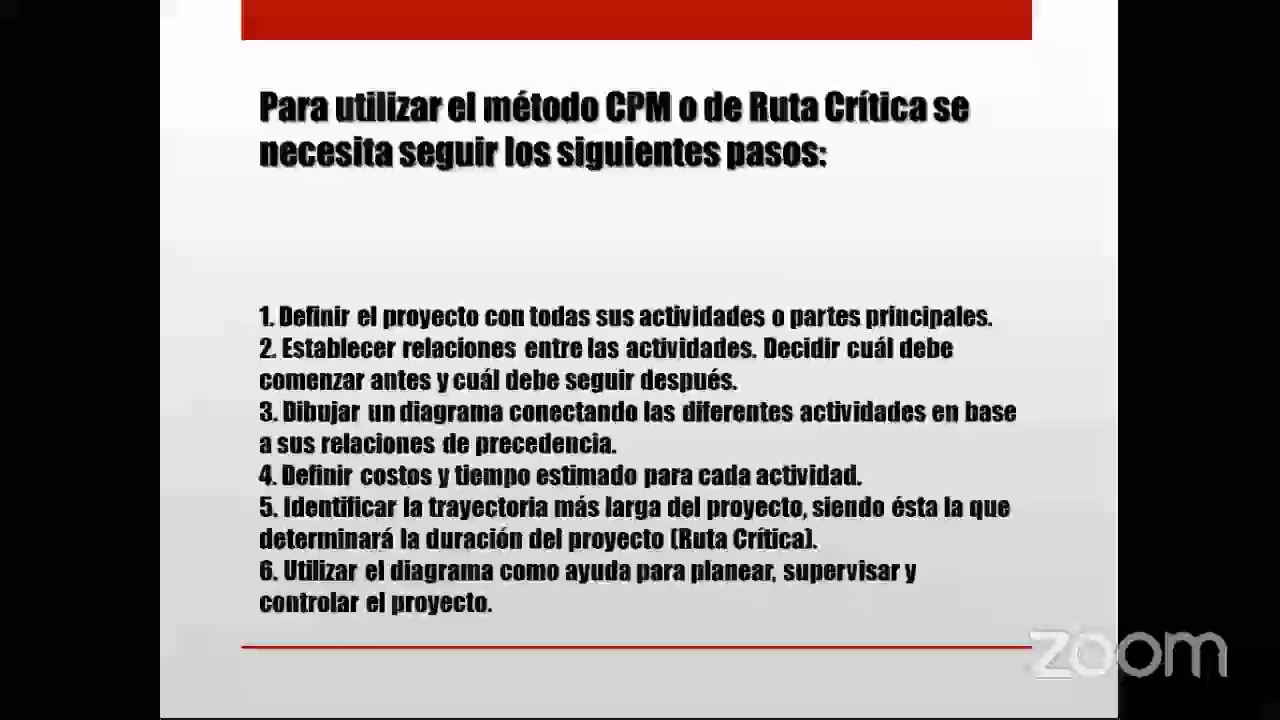 Para utilizar el método CPM o de Ruta Crítica se
necesita seguir los siguientes pasos:
1. Definir el proyecto con todas sus actividades o partes principales.
2. Establecer relaciones entre las actividades. Decidir cuál debe
comenzar antes y cuál debe seguir después.
3. Dibujar un diagrama conectando las diferentes actividades en base
a sus relaciones de precedencia.
4. Definir costos y tiempo estimado para cada actividad.
5. Identificar la trayectoria más larga del proyecto, siendo ésta la que
determinará la duración del proyecto (Ruta Crítica).
6. Utilizar el diagrama como ayuda para planear, supervisar y
controlar el proyecto.
zoom